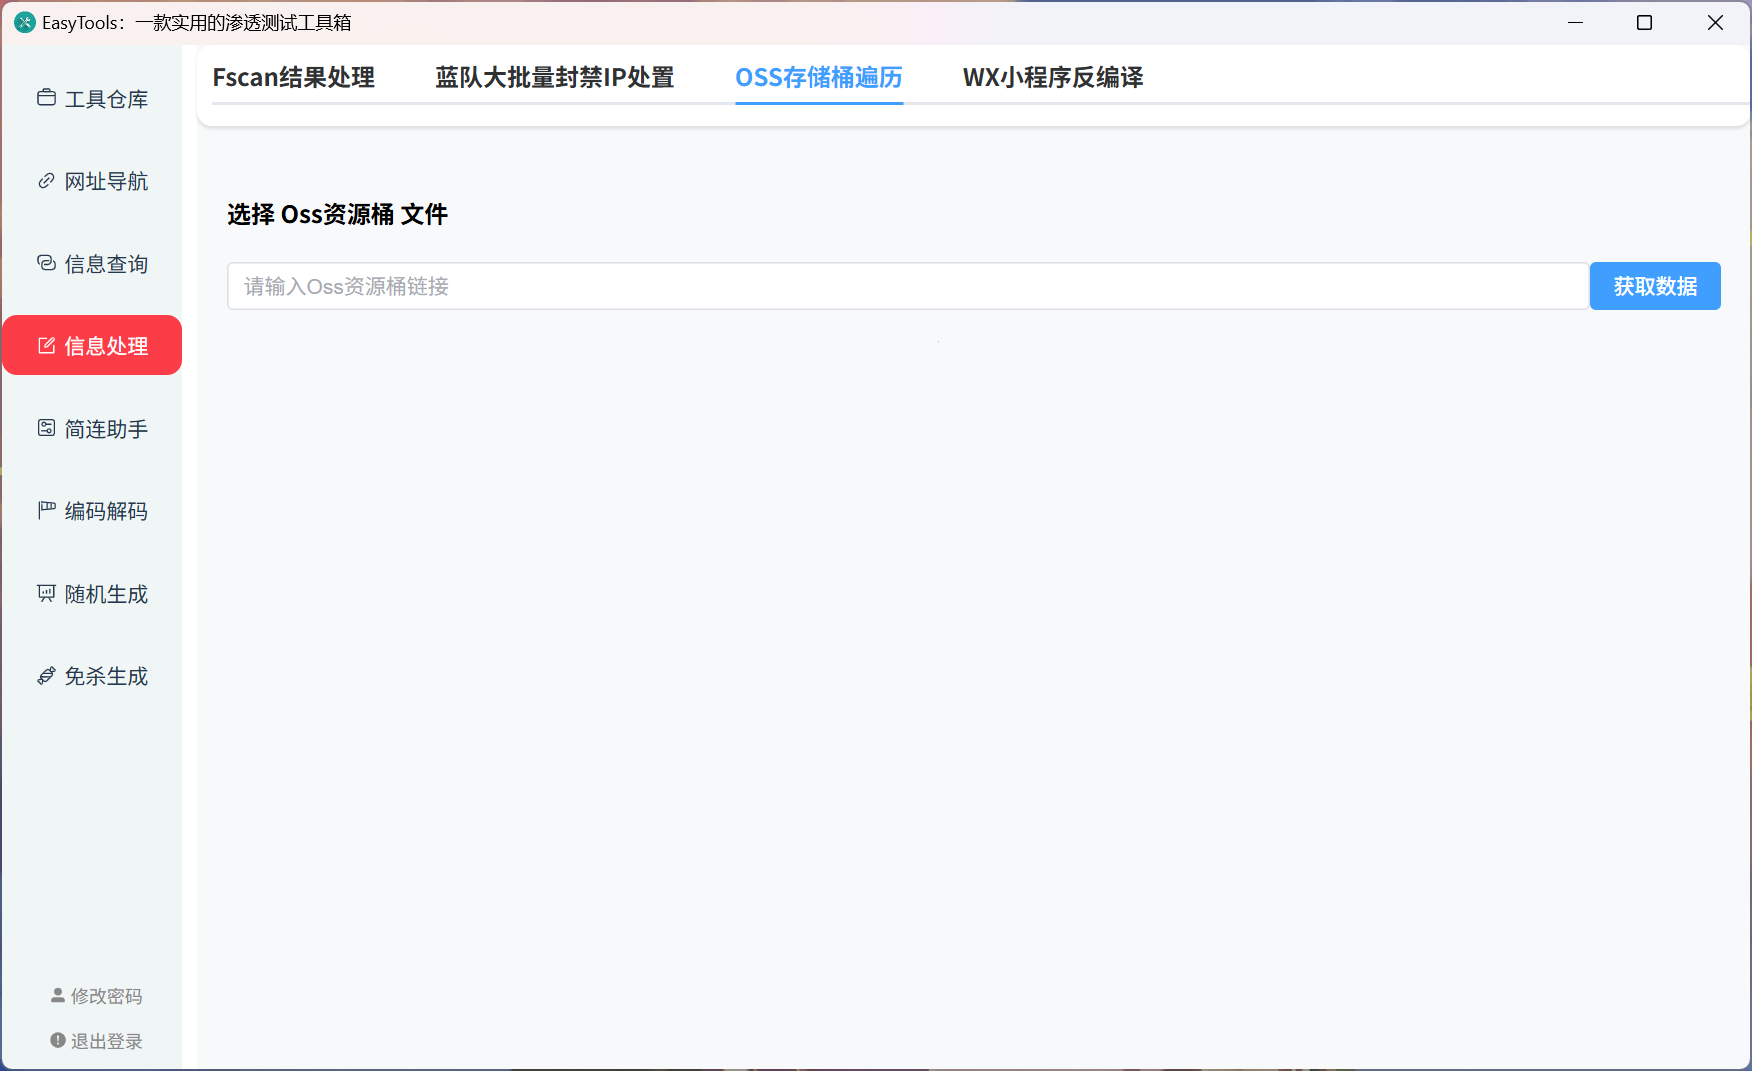 EasyTools：一款实用的渗透测试工具箱
Fscan结果处理
蓝队大批量封禁IP处置
OSS存储桶遍历
WX小程序反编译
工具仓库
网址导航
信息查询
信息处理
简连助手
编码解码
随机生成
免杀生成
选择 Oss资源桶 文件
请输入Oss资源桶链接
获取数据
修改密码
退出登录